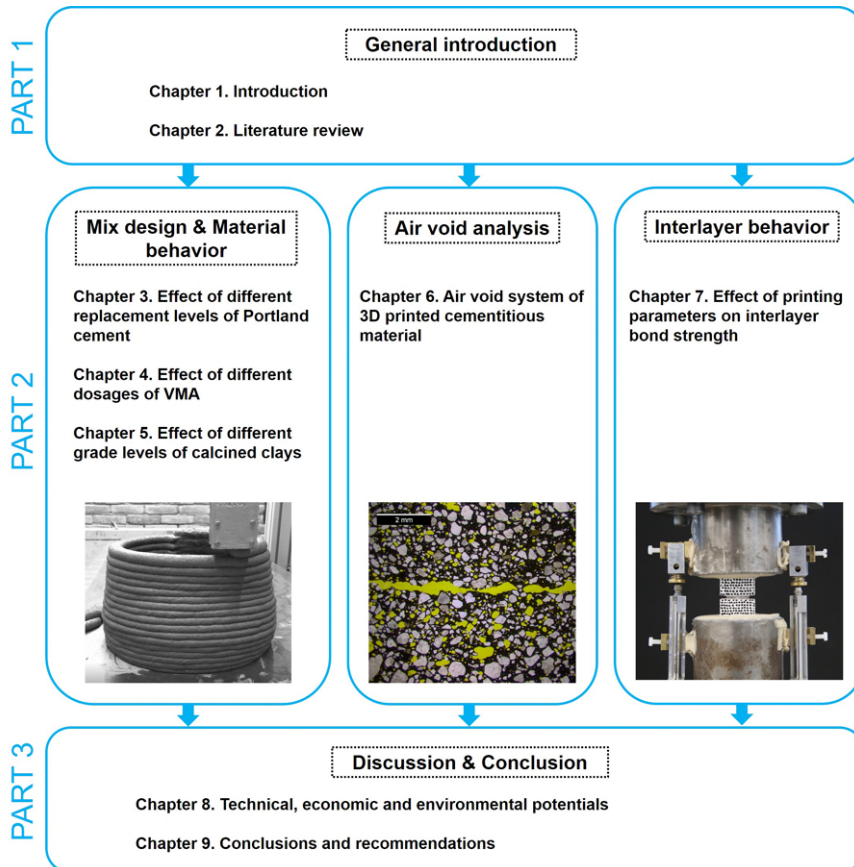 PART 1
General introduction
Chapter 1. Introduction
Chapter 2. Literature review
PART 2
Mix design & Material
behavior
Chapter 3. Effect of different
replacement levels of Portland
cement
Chapter 4. Effect of different
dosages of VMA
Chapter 5. Effect of different
grade levels of calcined clays
Air void analysis
Chapter 6. Air void system of
3D printed cementitious
material
2 mm
Interlayer behavior
Chapter 7. Effect of printing
parameters on interlayer
bond strength
PART 3
Discussion & Conclusion
Chapter 8. Technical, economic and environmental potentials
Chapter 9. Conclusions and recommendations